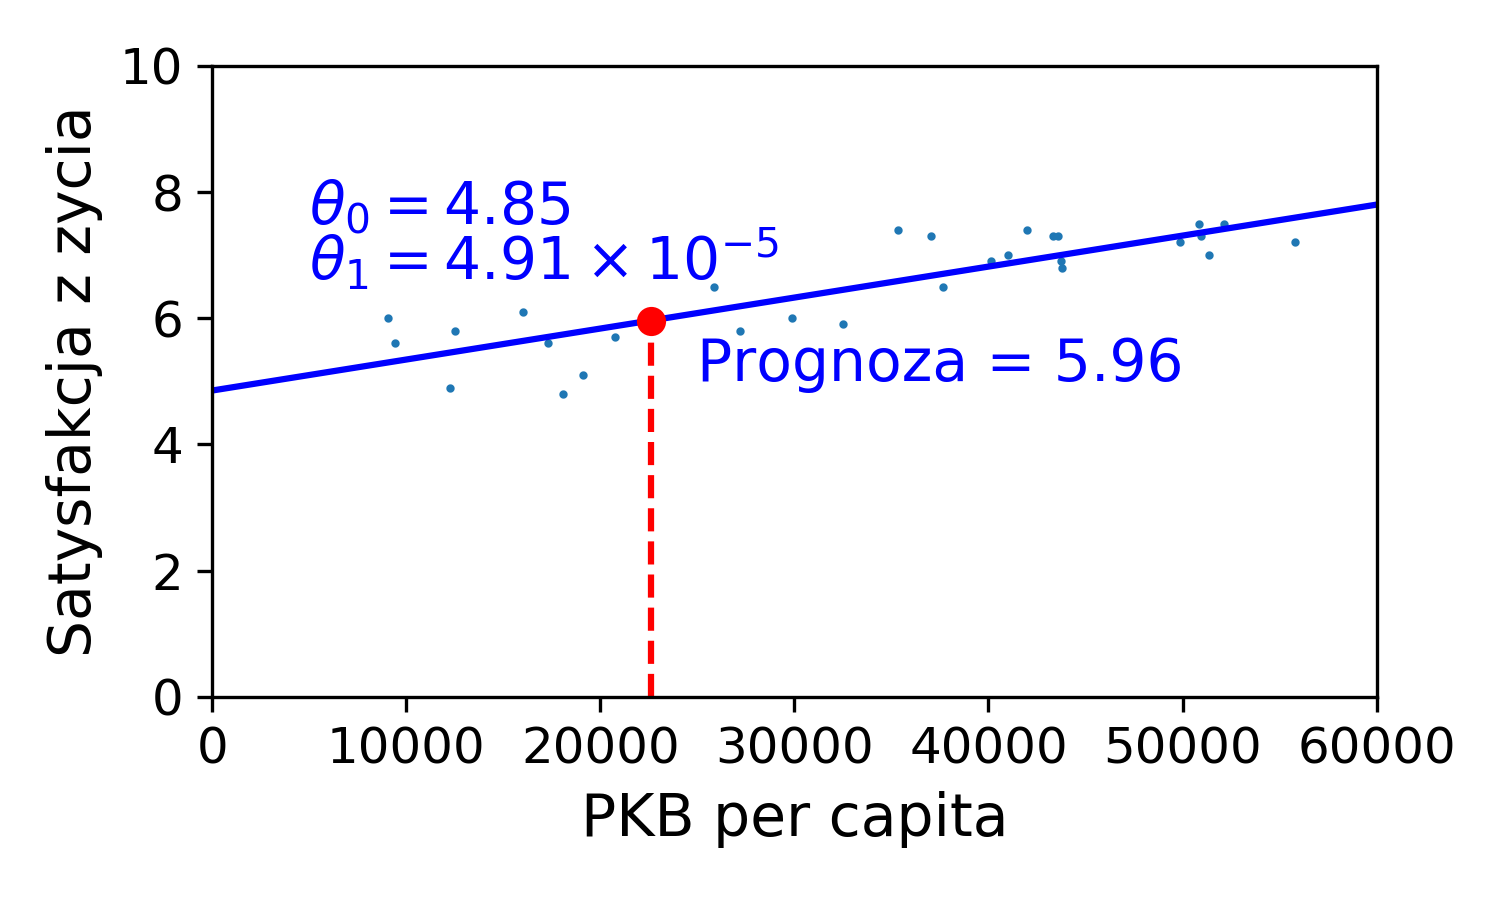 10
8
6
4
2
0
Satysfakcja z zycia
θ₀ = 4.85
θ₁ = 4.91 × 10⁻⁵
Prognoza = 5.96
0 10000 20000 30000 40000 50000 60000
PKB per capita